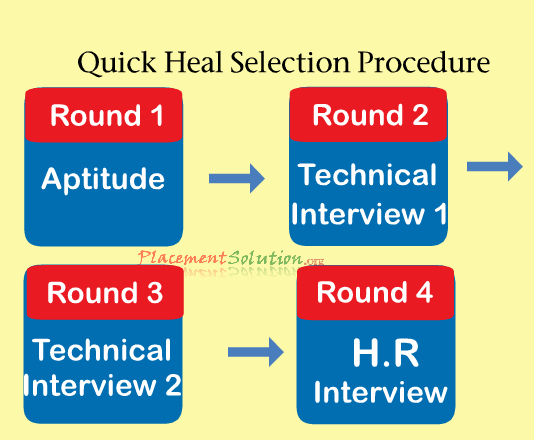 Quick Heal Selection Procedure
Round 1
Aptitude
Round 2
Technical
Interview 1
PlacementSolution.org
Round 3
Technical
Interview 2
Round 4
H.R
Interview